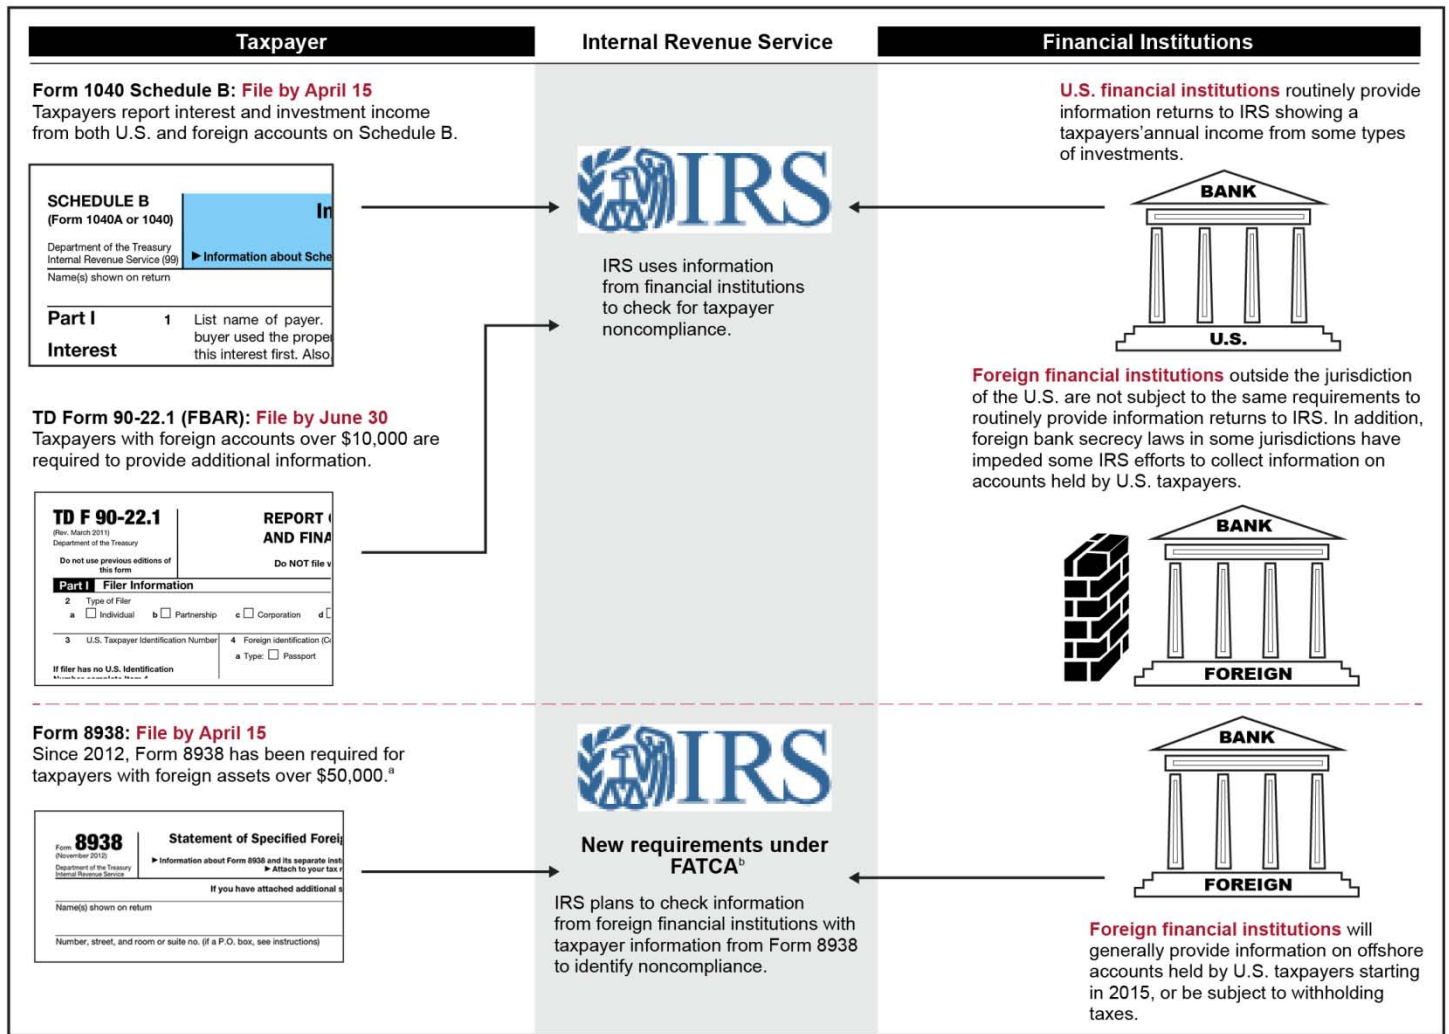 Taxpayer
Internal Revenue Service
Financial Institutions
Form 1040 Schedule B: File by April 15
Taxpayers report interest and investment income
from both U.S. and foreign accounts on Schedule B.
SCHEDULE B
(Form 1040A or 1040)
Department of the Treasury
Internal Revenue Service (99)
In
▶ Information about Sche
Name(s) shown on return
Part I
Interest
1 List name of payer.
buyer used the prope
this interest first. Also,
TD Form 90-22.1 (FBAR): File by June 30
Taxpayers with foreign accounts over $10,000 are
required to provide additional information.
TD F 90-22.1
(Rev. March 2011)
Department of the Treasury
Do not use previous editions of
this form
REPORT
AND FINA
Do NOT file
Part I Filer Information
2 Type of Filer
a Individual b Partnership c Corporation d
3 U.S. Taxpayer Identification Number
4 Foreign identification
a Type: Passport
If filer has no U.S. Identification
Form 8938: File by April 15
Since 2012, Form 8938 has been required for
taxpayers with foreign assets over $50,000.a
Form 8938
(November 2012)
Department of the Treasury
Internal Revenue Service
Statement of Specified Forei
▶ Information about Form 8938 and its separate inst
▶ Attach to your tax
If you have attached additional s
Name(s) shown on return
Number, street, and room or suite no. (if a P.O. box, see instructions)
IRS
IRS uses information
from financial institutions
to check for taxpayer
noncompliance.
IRS
New requirements under
FATCAb
IRS plans to check information
from foreign financial institutions with
taxpayer information from Form 8938
to identify noncompliance.
U.S. financial institutions routinely provide
information returns to IRS showing a
taxpayers'annual income from some types
of investments.
BANK
U.S.
Foreign financial institutions outside the jurisdiction
of the U.S. are not subject to the same requirements to
routinely provide information returns to IRS. In addition,
foreign bank secrecy laws in some jurisdictions have
impeded some IRS efforts to collect information on
accounts held by U.S. taxpayers.
BANK
FOREIGN
BANK
FOREIGN
Foreign financial institutions will
generally provide information on offshore
accounts held by U.S. taxpayers starting
in 2015, or be subject to withholding
taxes.